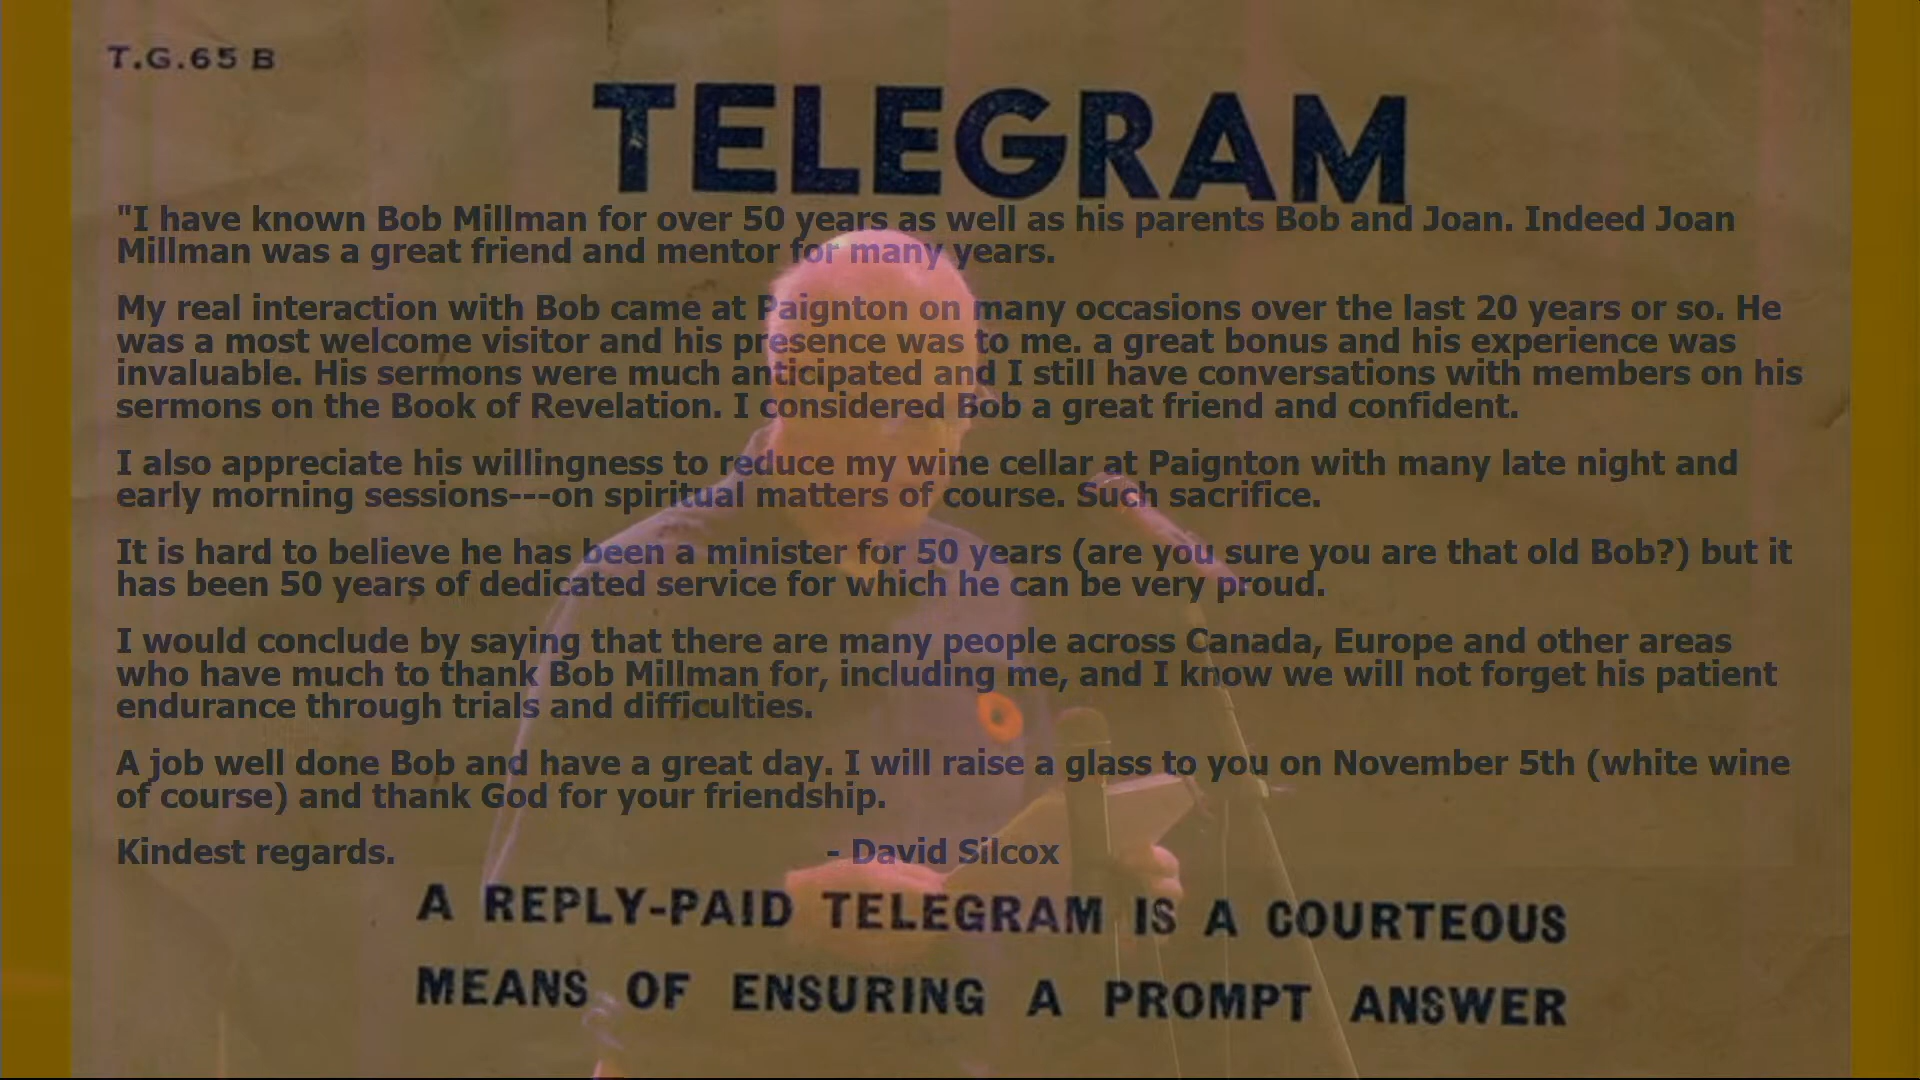 T.G.65 B
TELEGRAM
"I have known Bob Millman for over 50 years as well as his parents Bob and Joan. Indeed Joan
Millman was a great friend and mentor for many years.
My real interaction with Bob came at Paignton on many occasions over the last 20 years or so. He
was a most welcome visitor and his presence was to me. a great bonus and his experience was
invaluable. His sermons were much anticipated and I still have conversations with members on his
sermons on the Book of Revelation. I considered Bob a great friend and confident.
I also appreciate his willingness to reduce my wine cellar at Paignton with many late night and
early morning sessions---on spiritual matters of course. Such sacrifice.
It is hard to believe he has been a minister for 50 years (are you sure you are that old Bob?) but it
has been 50 years of dedicated service for which he can be very proud.
I would conclude by saying that there are many people across Canada, Europe and other areas
who have much to thank Bob Millman for, including me, and I know we will not forget his patient
endurance through trials and difficulties.
A job well done Bob and have a great day. I will raise a glass to you on November 5th (white wine
of course) and thank God for your friendship.
Kindest regards. - David Silcox
A REPLY-PAID TELEGRAM IS A COURTEOUS
MEANS OF ENSURING A PROMPT ANSWER